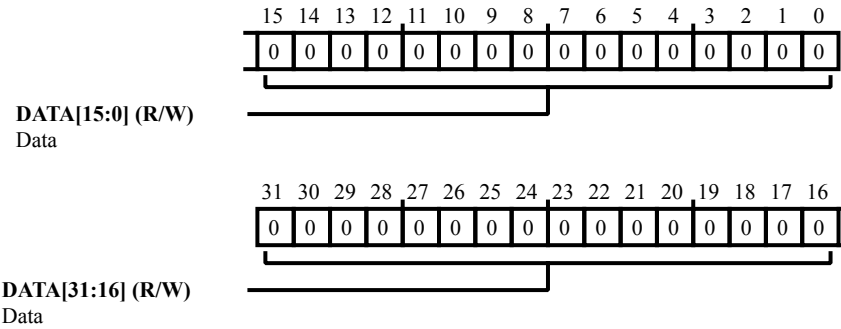 15 14 13 12 11 10 9 8 7 6 5 4 3 2 1 0
0 0 0 0 0 0 0 0 0 0 0 0 0 0 0 0
DATA[15:0] (R/W)
Data
31 30 29 28 27 26 25 24 23 22 21 20 19 18 17 16
0 0 0 0 0 0 0 0 0 0 0 0 0 0 0 0
DATA[31:16] (R/W)
Data